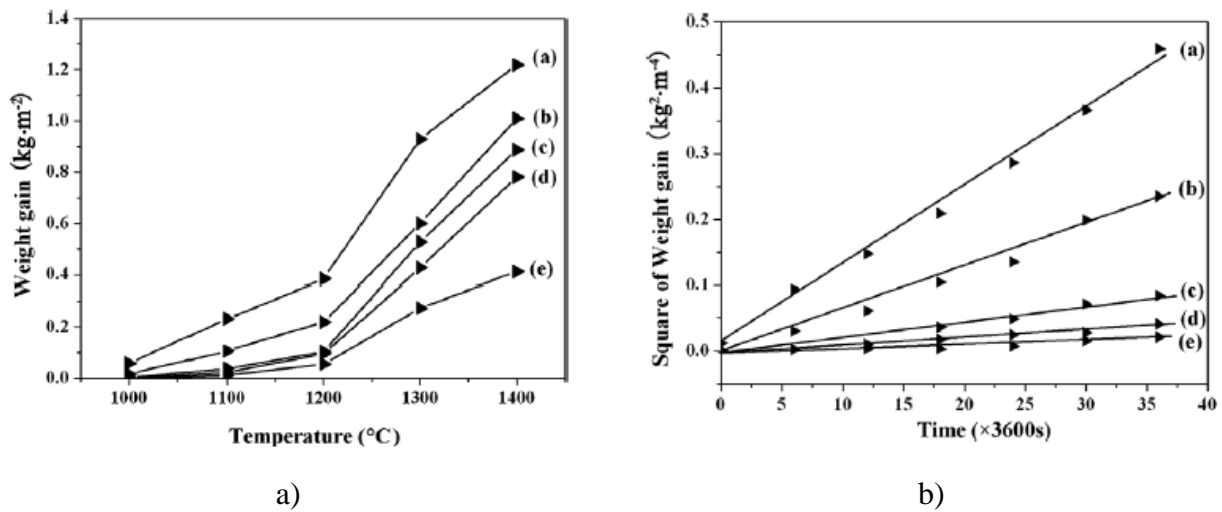 1.4
1.2
1.0
0.8
0.6
0.4
0.2
0.0
Weight gain (kg·m⁻²)
(a)
(b)
(c)
(d)
(e)
1000 1100 1200 1300 1400
Temperature (°C)
a)
0.5
0.4
0.3
0.2
0.1
0.0
Square of Weight gain (kg²·m⁻⁴)
(a)
(b)
(c)
(d)
(e)
0 5 10 15 20 25 30 35 40
Time (×3600s)
b)